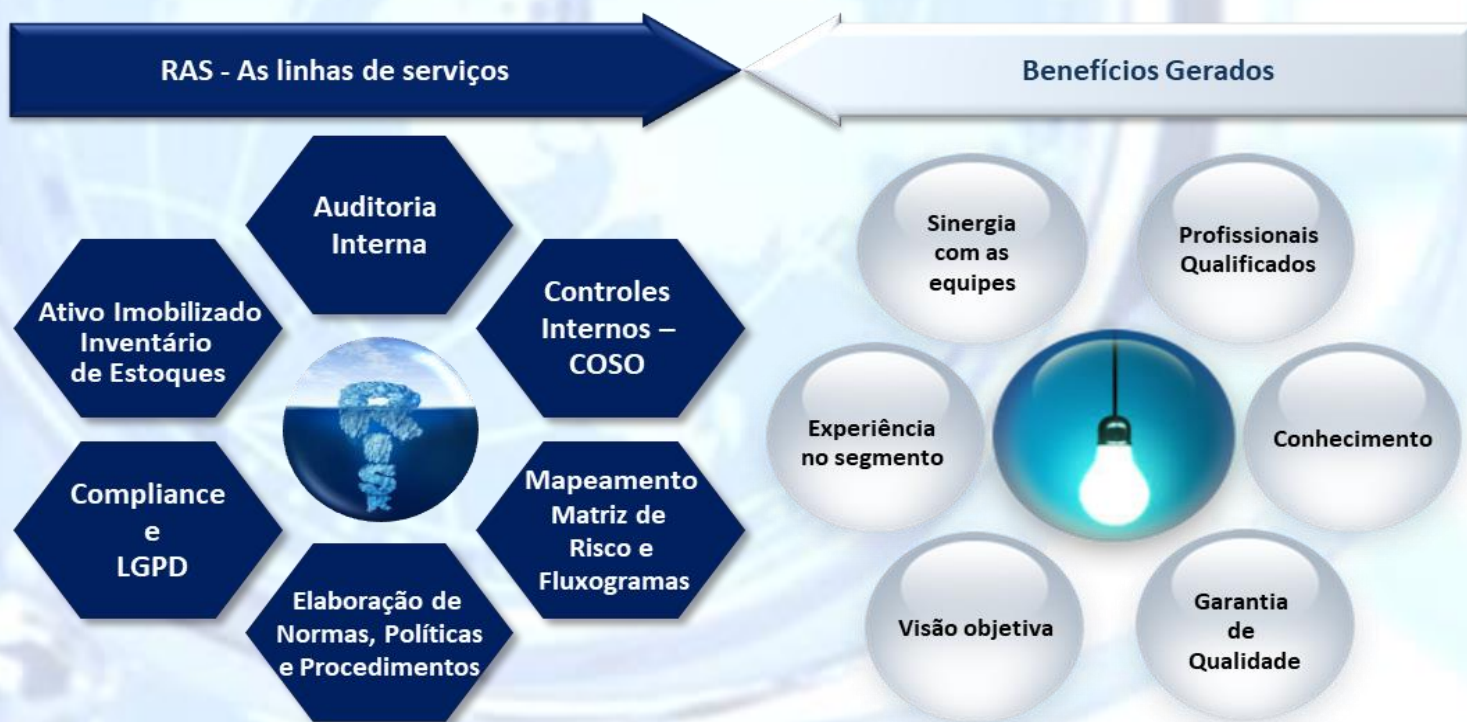 RAS - As linhas de serviços
Benefícios Gerados
Auditoria
Interna
Controles
Internos –
COSO
Mapeamento
Matriz de
Risco e
Fluxogramas
Elaboração de
Normas, Políticas
e Procedimentos
Compliance
e
LGPD
Ativo Imobilizado
Inventário
de Estoques
RISK
Sinergia
com as
equipes
Profissionais
Qualificados
Conhecimento
Garantia
de
Qualidade
Visão objetiva
Experiência
no segmento